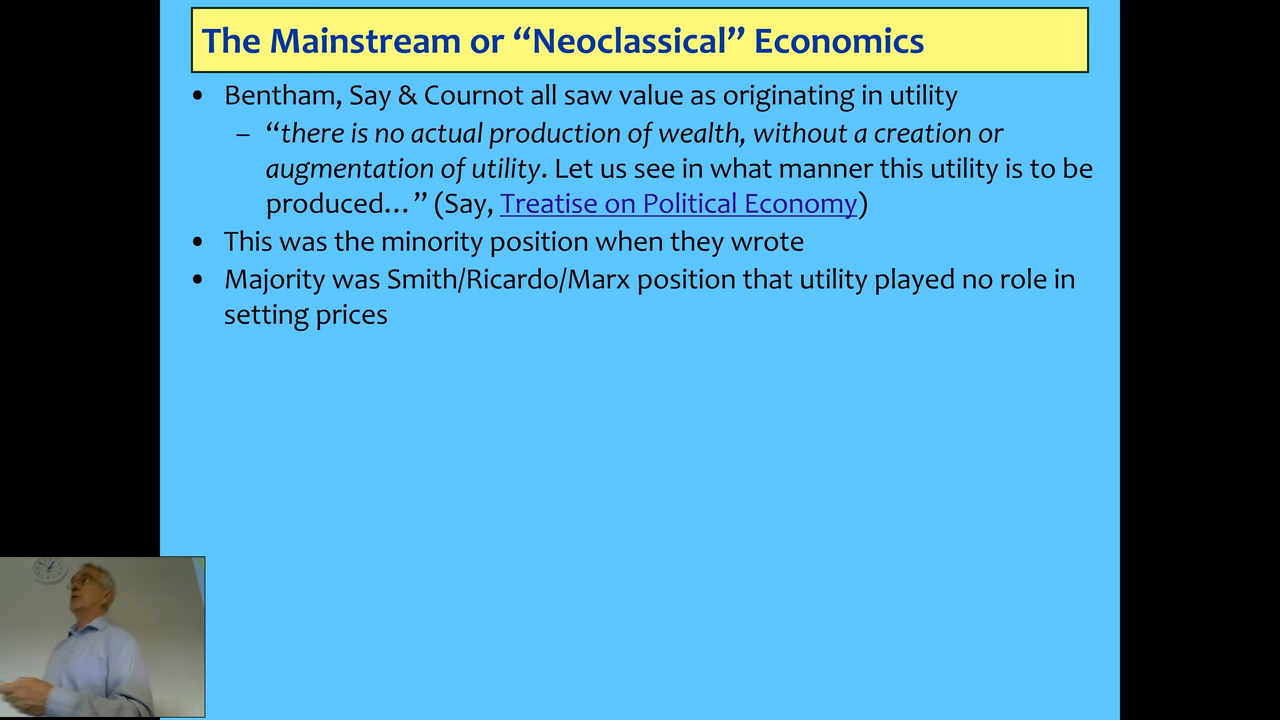 The Mainstream or “Neoclassical” Economics
• Bentham, Say & Cournot all saw value as originating in utility
– “there is no actual production of wealth, without a creation or
augmentation of utility. Let us see in what manner this utility is to be
produced…” (Say, Treatise on Political Economy)
• This was the minority position when they wrote
• Majority was Smith/Ricardo/Marx position that utility played no role in
setting prices